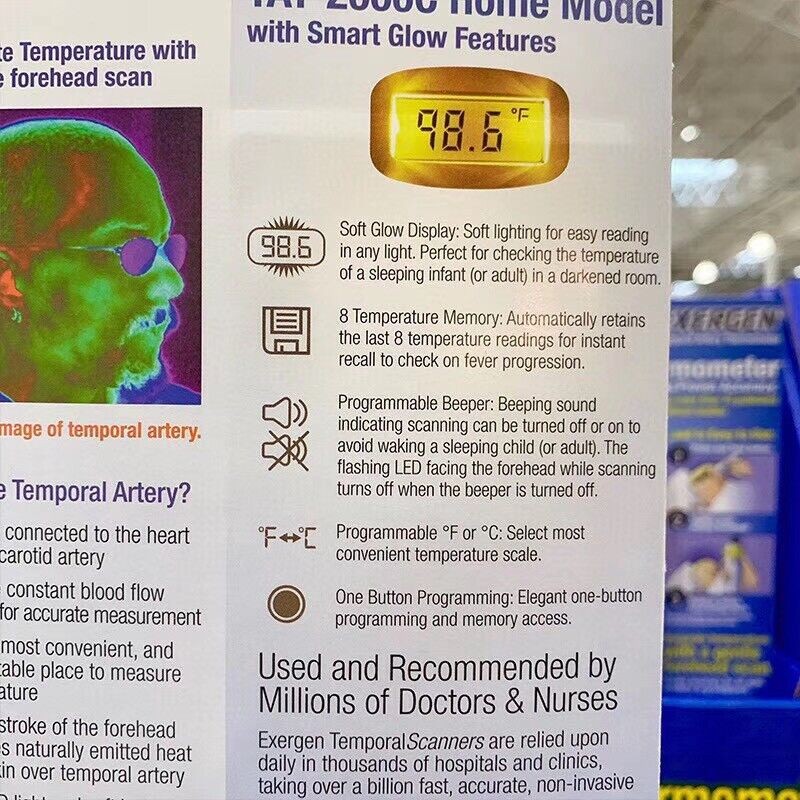 Home Model
with Smart Glow Features
98.6 °F
98.6
Soft Glow Display: Soft lighting for easy reading
in any light. Perfect for checking the temperature
of a sleeping infant (or adult) in a darkened room.
8 Temperature Memory: Automatically retains
the last 8 temperature readings for instant
recall to check on fever progression.
Programmable Beeper: Beeping sound
indicating scanning can be turned off or on to
avoid waking a sleeping child (or adult). The
flashing LED facing the forehead while scanning
turns off when the beeper is turned off.
°F↔°C
Programmable °F or °C: Select most
convenient temperature scale.
One Button Programming: Elegant one-button
programming and memory access.
Used and Recommended by
Millions of Doctors & Nurses
Exergen TemporalScanners are relied upon
daily in thousands of hospitals and clinics,
taking over a billion fast, accurate, non-invasive
Temperature with
forehead scan
of temporal artery.
Temporal Artery?
connected to the heart
carotid artery
constant blood flow
for accurate measurement
most convenient, and
place to measure
stroke of the forehead
naturally emitted heat
over temporal artery
EXERGEN